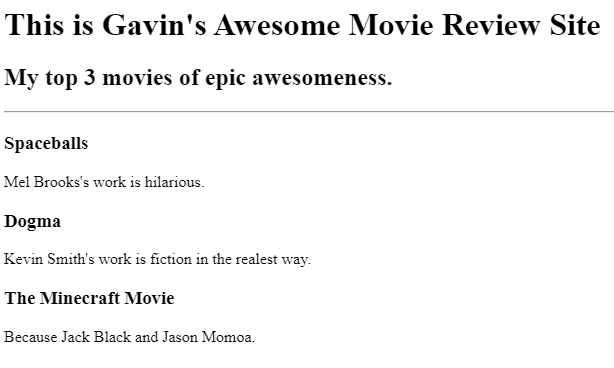 This is Gavin's Awesome Movie Review Site
My top 3 movies of epic awesomeness.
Spaceballs
Mel Brooks's work is hilarious.
Dogma
Kevin Smith's work is fiction in the realest way.
The Minecraft Movie
Because Jack Black and Jason Momoa.